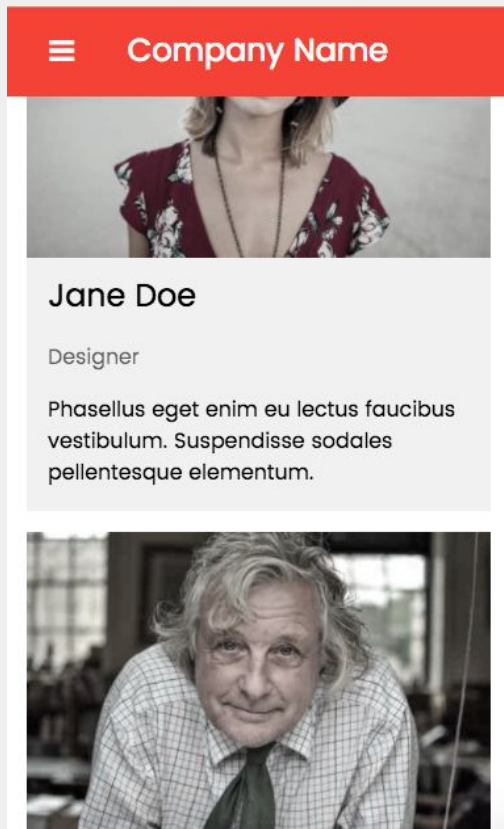 Company Name
Jane Doe
Designer
Phasellus eget enim eu lectus faucibus
vestibulum. Suspendisse sodales
pellentesque elementum.